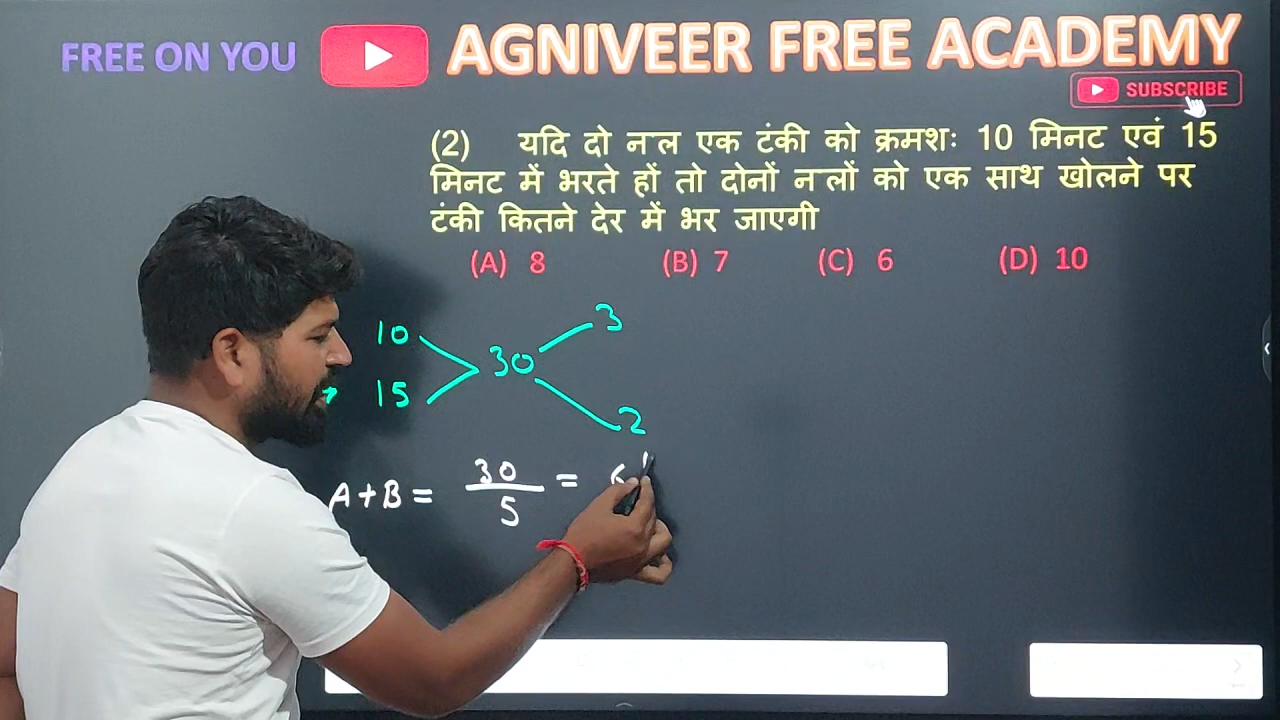 FREE ON YOU AGNIVEER FREE ACADEMY
SUBSCRIBE
(2) यदि दो नल एक टंकी को क्रमशः 10 मिनट एवं 15
मिनट में भरते हों तो दोनों नलों को एक साथ खोलने पर
टंकी कितने देर में भर जाएगी
(A) 8 (B) 7 (C) 6 (D) 10
10 30 3
15 2
A+B = 30/5 = 6